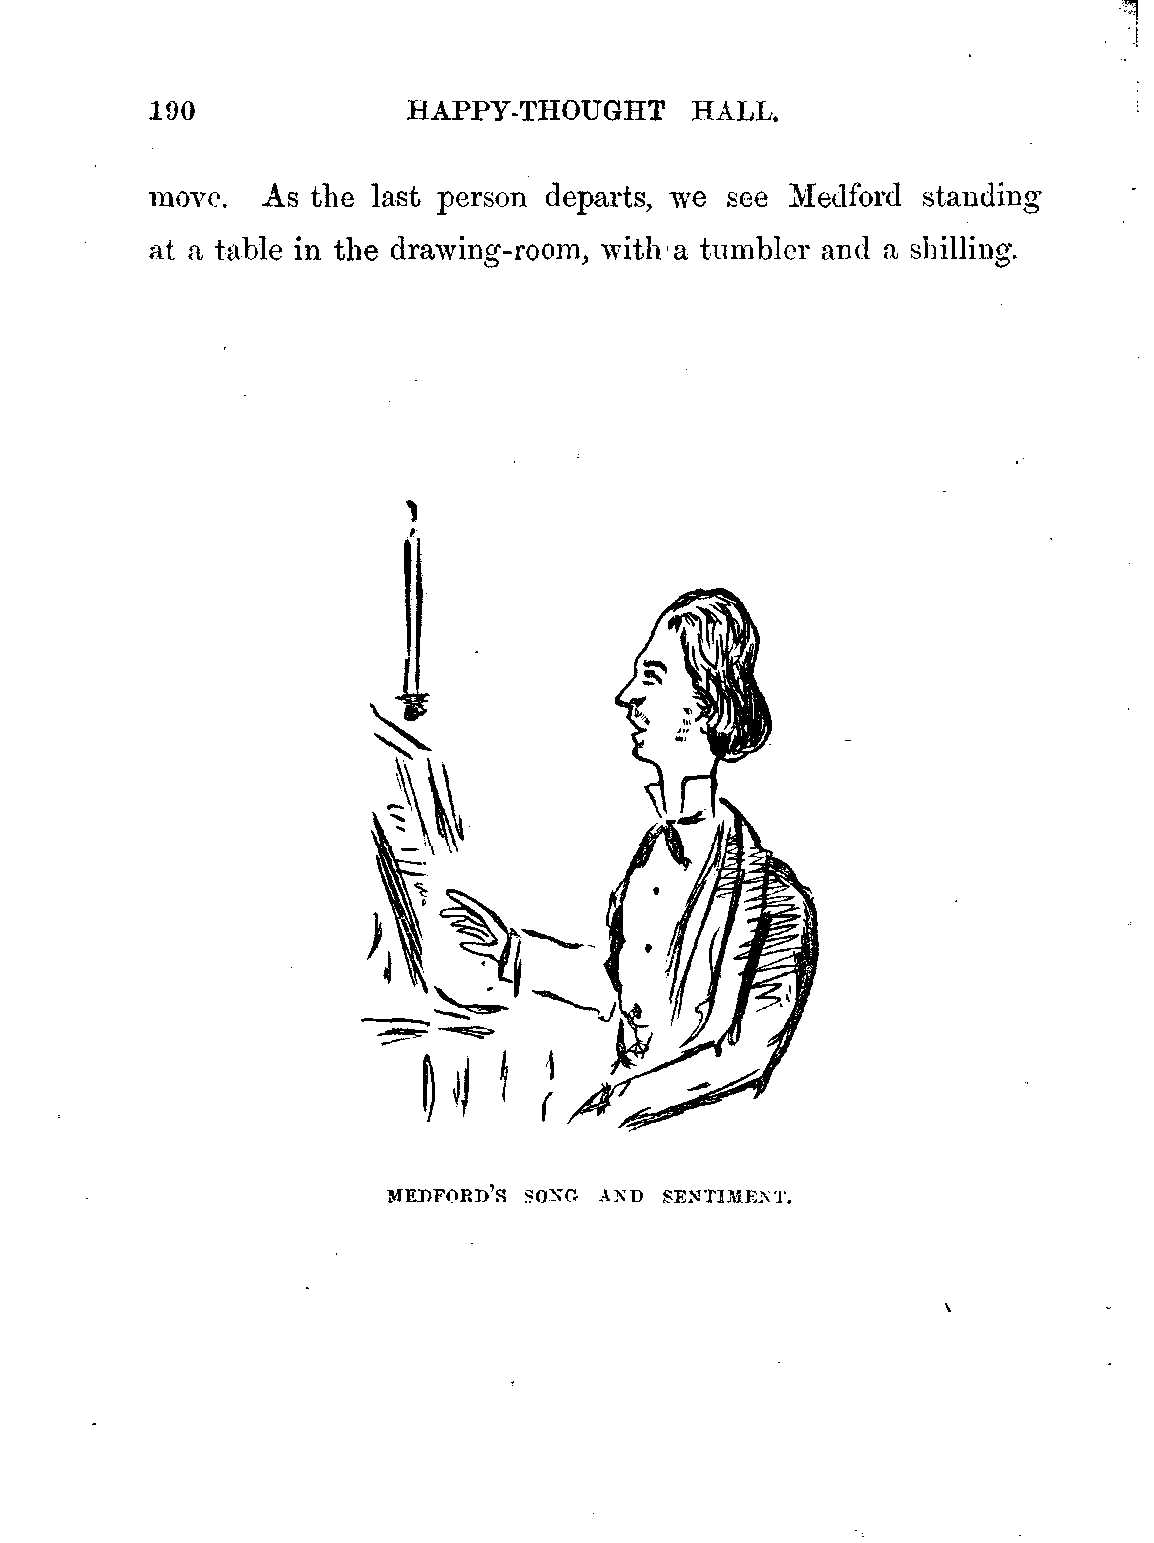 190 HAPPY-THOUGHT HALL.
move. As the last person departs, we see Medford standing
at a table in the drawing-room, with a tumbler and a shilling.
MEDFORD'S SONG AND SENTIMENT.